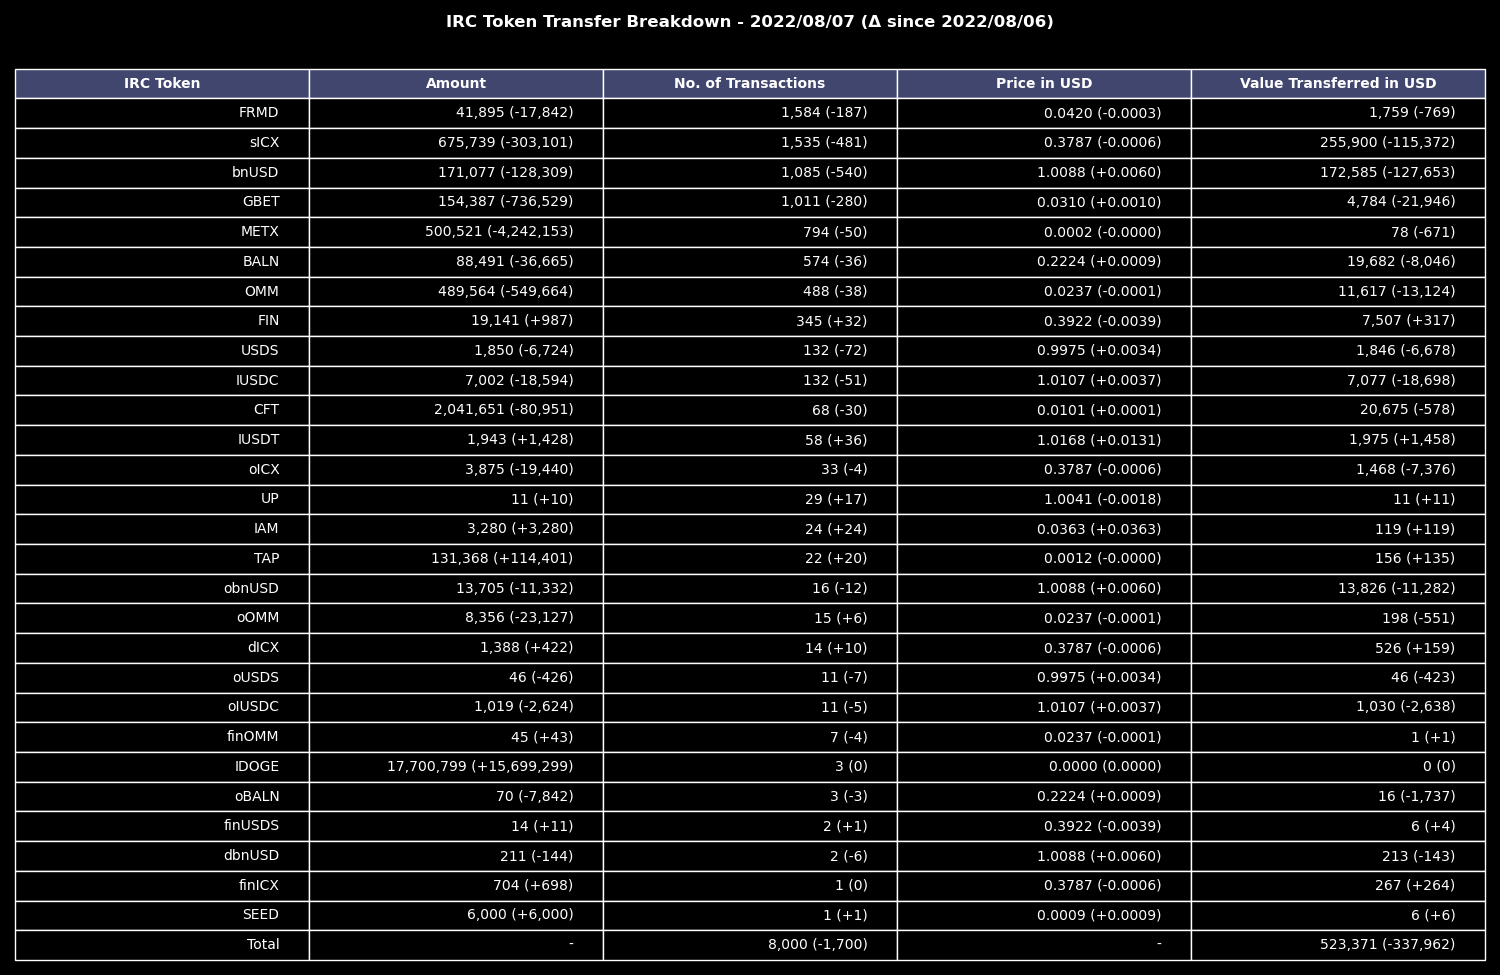 IRC Token Transfer Breakdown - 2022/08/07 (Δ since 2022/08/06)
IRC Token Amount No. of Transactions Price in USD Value Transferred in USD
FRMD 41,895 (-17,842) 1,584 (-187) 0.0420 (-0.0003) 1,759 (-769)
sICX 675,739 (-303,101) 1,535 (-481) 0.3787 (-0.0006) 255,900 (-115,372)
bnUSD 171,077 (-128,309) 1,085 (-540) 1.0088 (+0.0060) 172,585 (-127,653)
GBET 154,387 (-736,529) 1,011 (-280) 0.0310 (+0.0010) 4,784 (-21,946)
METX 500,521 (-4,242,153) 794 (-50) 0.0002 (-0.0000) 78 (-671)
BALN 88,491 (-36,665) 574 (-36) 0.2224 (+0.0009) 19,682 (-8,046)
OMM 489,564 (-549,664) 488 (-38) 0.0237 (-0.0001) 11,617 (-13,124)
FIN 19,141 (+987) 345 (+32) 0.3922 (-0.0039) 7,507 (+317)
USDS 1,850 (-6,724) 132 (-72) 0.9975 (+0.0034) 1,846 (-6,678)
IUSDC 7,002 (-18,594) 132 (-51) 1.0107 (+0.0037) 7,077 (-18,698)
CFT 2,041,651 (-80,951) 68 (-30) 0.0101 (+0.0001) 20,675 (-578)
IUSDT 1,943 (+1,428) 58 (+36) 1.0168 (+0.0131) 1,975 (+1,458)
oICX 3,875 (-19,440) 33 (-4) 0.3787 (-0.0006) 1,468 (-7,376)
UP 11 (+10) 29 (+17) 1.0041 (-0.0018) 11 (+11)
IAM 3,280 (+3,280) 24 (+24) 0.0363 (+0.0363) 119 (+119)
TAP 131,368 (+114,401) 22 (+20) 0.0012 (-0.0000) 156 (+135)
obnUSD 13,705 (-11,332) 16 (-12) 1.0088 (+0.0060) 13,826 (-11,282)
oOMM 8,356 (-23,127) 15 (+6) 0.0237 (-0.0001) 198 (-551)
dICX 1,388 (+422) 14 (+10) 0.3787 (-0.0006) 526 (+159)
oUSDS 46 (-426) 11 (-7) 0.9975 (+0.0034) 46 (-423)
oIUSDC 1,019 (-2,624) 11 (-5) 1.0107 (+0.0037) 1,030 (-2,638)
finOMM 45 (+43) 7 (-4) 0.0237 (-0.0001) 1 (+1)
IDOGE 17,700,799 (+15,699,299) 3 (0) 0.0000 (0.0000) 0 (0)
oBALN 70 (-7,842) 3 (-3) 0.2224 (+0.0009) 16 (-1,737)
finUSDS 14 (+11) 2 (+1) 0.3922 (-0.0039) 6 (+4)
dbnUSD 211 (-144) 2 (-6) 1.0088 (+0.0060) 213 (-143)
finICX 704 (+698) 1 (0) 0.3787 (-0.0006) 267 (+264)
SEED 6,000 (+6,000) 1 (+1) 0.0009 (+0.0009) 6 (+6)
Total - 8,000 (-1,700) - 523,371 (-337,962)